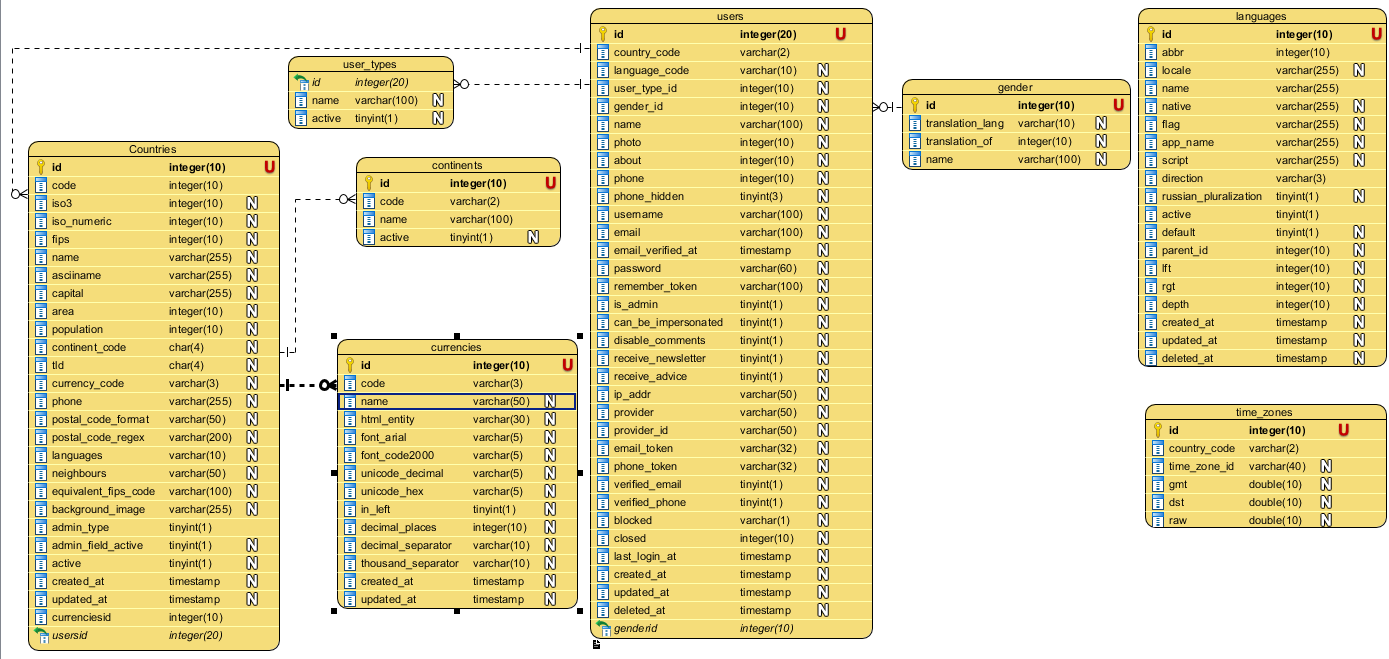 user_types
id integer(20)
name varchar(100) N
active tinyint(1) N
Countries
id integer(10) U
code integer(10)
iso3 integer(10) N
iso_numeric integer(10) N
fips integer(10) N
name varchar(255) N
asciiname varchar(255) N
capital varchar(255) N
area integer(10) N
population integer(10) N
continent_code char(4) N
tld char(4) N
currency_code varchar(3) N
phone varchar(255) N
postal_code_format varchar(50) N
postal_code_regex varchar(200) N
languages varchar(10) N
neighbours varchar(50) N
equivalent_fips_code varchar(100) N
background_image varchar(255) N
admin_type tinyint(1)
admin_field_active tinyint(1) N
active tinyint(1) N
created_at timestamp N
updated_at timestamp N
currenciesid integer(10)
usersid integer(20)
continents
id integer(10) U
code varchar(2)
name varchar(100)
active tinyint(1) N
currencies
id integer(10) U
code varchar(3)
name varchar(50) N
html_entity varchar(30) N
font_arial varchar(5) N
font_code2000 varchar(5) N
unicode_decimal varchar(5) N
unicode_hex varchar(5) N
in_left tinyint(1) N
decimal_places integer(10) N
decimal_separator varchar(10) N
thousand_separator varchar(10) N
created_at timestamp N
updated_at timestamp N
users
id integer(20) U
country_code varchar(2)
language_code varchar(10) N
user_type_id integer(10) N
gender_id integer(10) N
name varchar(100) N
photo integer(10) N
about integer(10) N
phone integer(10) N
phone_hidden tinyint(3) N
username varchar(100) N
email varchar(100) N
email_verified_at timestamp N
password varchar(60) N
remember_token varchar(100) N
is_admin tinyint(1) N
can_be_impersonated tinyint(1) N
disable_comments tinyint(1) N
receive_newsletter tinyint(1) N
receive_advice tinyint(1) N
ip_addr varchar(50) N
provider varchar(50) N
provider_id varchar(50) N
email_token varchar(32) N
phone_token varchar(32) N
verified_email tinyint(1) N
verified_phone tinyint(1) N
blocked varchar(1) N
closed integer(10) N
last_login_at timestamp N
created_at timestamp N
updated_at timestamp N
deleted_at timestamp N
genderid integer(10)
gender
id integer(10) U
translation_lang varchar(10) N
translation_of integer(10) N
name varchar(100) N
languages
id integer(10) U
abbr integer(10)
locale varchar(255) N
name varchar(255)
native varchar(255) N
flag varchar(255) N
app_name varchar(255) N
script varchar(255) N
direction varchar(3)
russian_pluralization tinyint(1) N
active tinyint(1)
default tinyint(1) N
parent_id integer(10) N
lft integer(10) N
rgt integer(10) N
depth integer(10) N
created_at timestamp N
updated_at timestamp N
deleted_at timestamp N
time_zones
id integer(10) U
country_code varchar(2)
time_zone_id varchar(40) N
gmt double(10) N
dst double(10) N
raw double(10) N